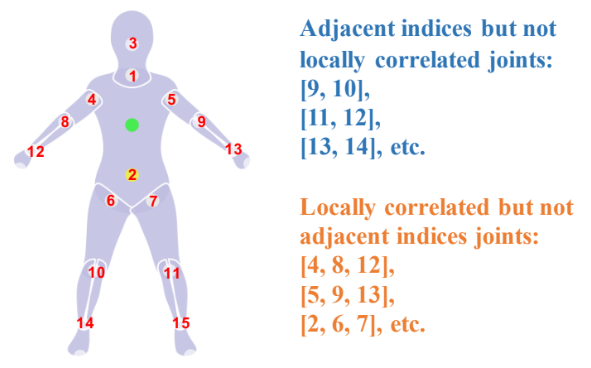 3
1
4
5
8
9
12
13
2
6
7
10
11
14
15
Adjacent indices but not
locally correlated joints:
[9, 10],
[11, 12],
[13, 14], etc.
Locally correlated but not
adjacent indices joints:
[4, 8, 12],
[5, 9, 13],
[2, 6, 7], etc.